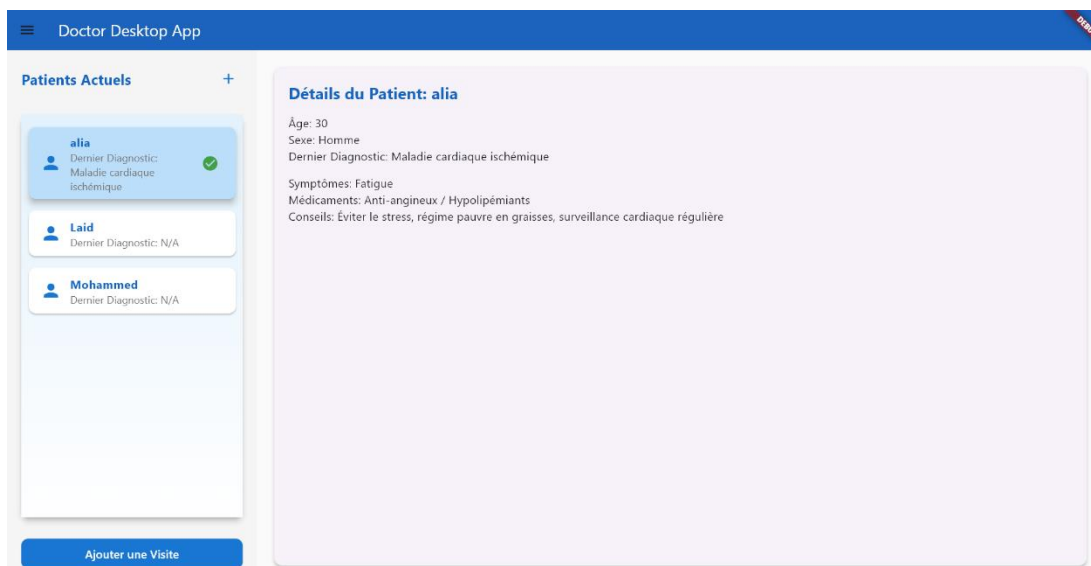 Doctor Desktop App
Patients Actuels +
alia
Dernier Diagnostic:
Maladie cardiaque
ischémique
Laid
Dernier Diagnostic: N/A
Mohammed
Dernier Diagnostic: N/A
Ajouter une Visite
Détails du Patient: alia
Âge: 30
Sexe: Homme
Dernier Diagnostic: Maladie cardiaque ischémique
Symptômes: Fatigue
Médicaments: Anti-angineux / Hypolipémiants
Conseils: Éviter le stress, régime pauvre en graisses, surveillance cardiaque régulière